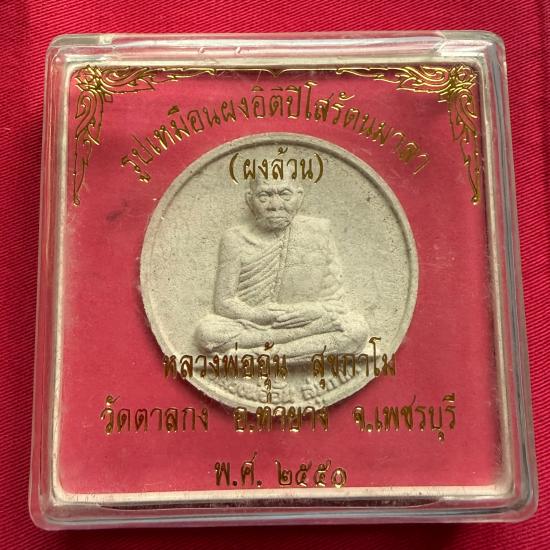 รูปเหมือนผงอิติปิโสรัตนมาลา
(ผงล้วน)
หลวงพ่ออุ้น สุขกาโม
วัดตาลกง อ.ท่ายาง จ.เพชรบุรี
พ.ศ. ๒๕๕๑